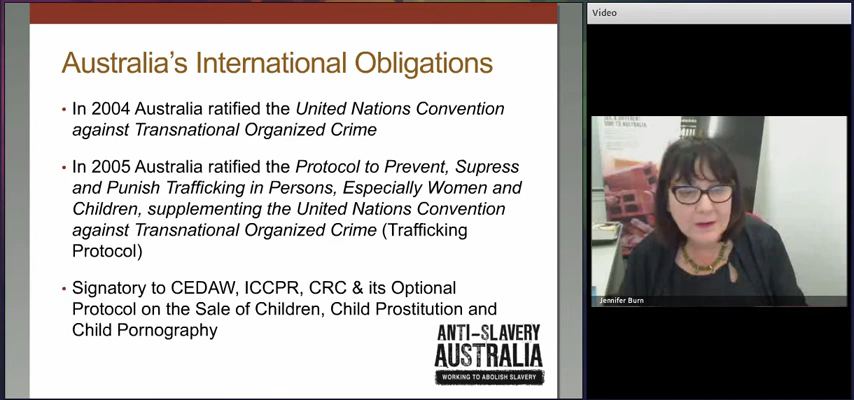 Australia's International Obligations
• In 2004 Australia ratified the United Nations Convention
against Transnational Organized Crime
• In 2005 Australia ratified the Protocol to Prevent, Supress
and Punish Trafficking in Persons, Especially Women and
Children, supplementing the United Nations Convention
against Transnational Organized Crime (Trafficking
Protocol)
• Signatory to CEDAW, ICCPR, CRC & its Optional
Protocol on the Sale of Children, Child Prostitution and
Child Pornography
ANTI-SLAVERY
AUSTRALIA
WORKING TO ABOLISH SLAVERY
Video
AUSTRALIA
Jennifer Burn